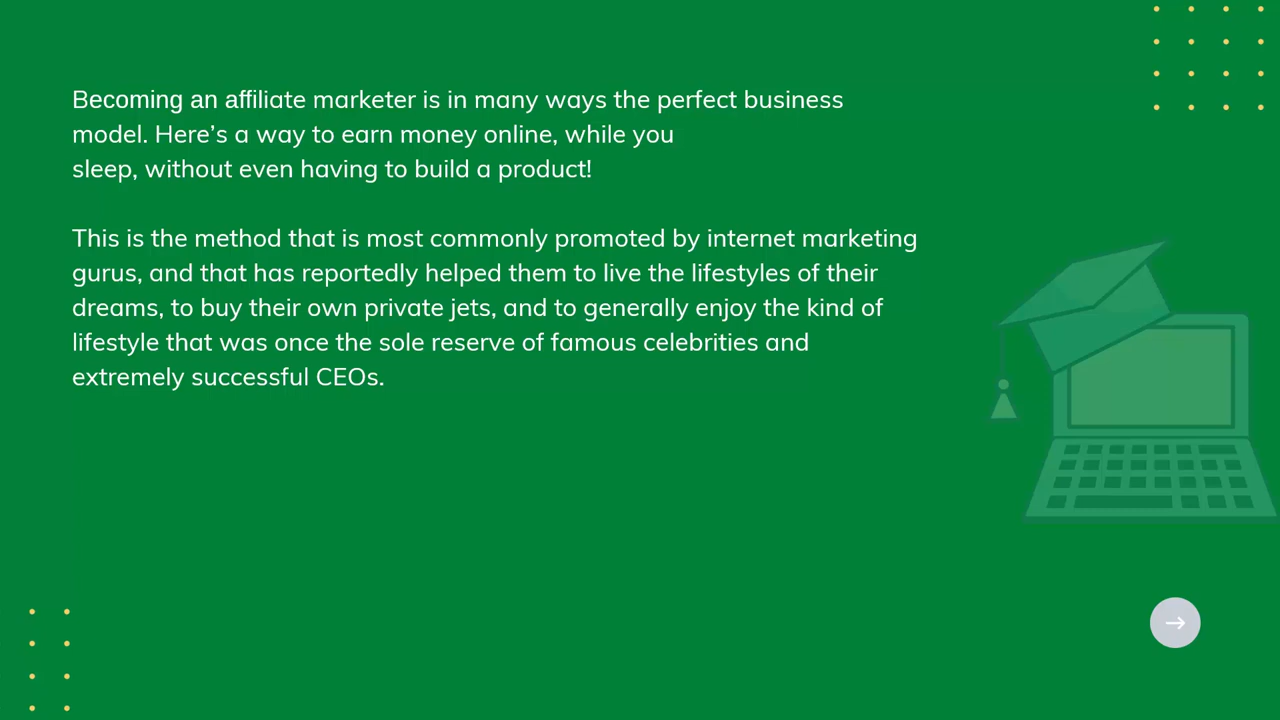 Becoming an affiliate marketer is in many ways the perfect business
model. Here’s a way to earn money online, while you
sleep, without even having to build a product!
This is the method that is most commonly promoted by internet marketing
gurus, and that has reportedly helped them to live the lifestyles of their
dreams, to buy their own private jets, and to generally enjoy the kind of
lifestyle that was once the sole reserve of famous celebrities and
extremely successful CEOs.